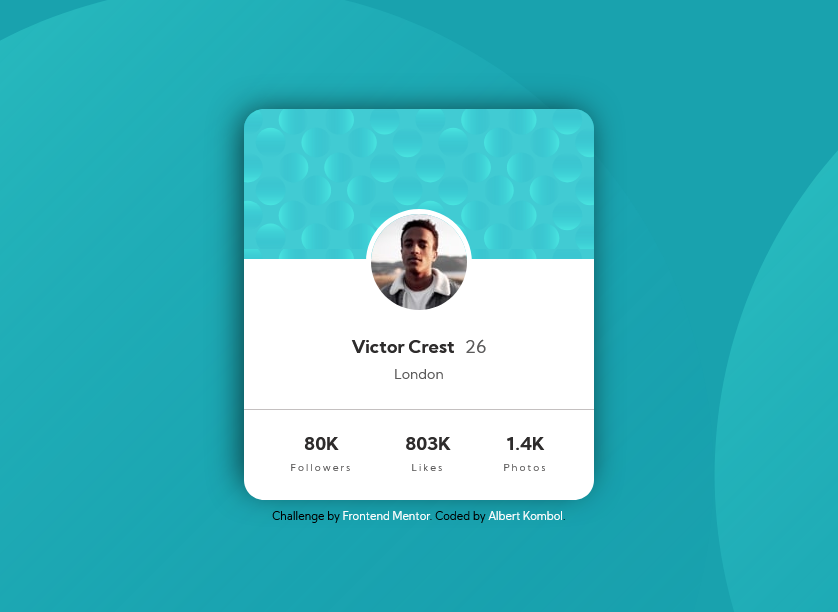 Victor Crest 26
London
80K 803K 1.4K
Followers Likes Photos
Challenge by Frontend Mentor. Coded by Albert Kombol.